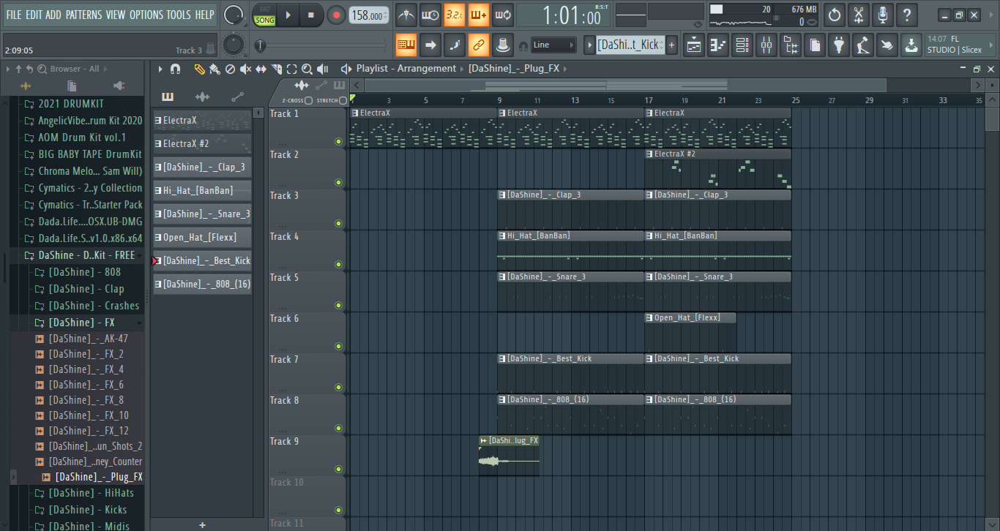 FILE EDIT ADD PATTERNS VIEW OPTIONS TOOLS HELP
PAT
SONG
158.000
3.2.
1:01:00
B:S:T
20
676 MB
0
2:09:05
Track 3
Line
[DaShi..t_Kick
+
14.07 FL
STUDIO | Slicex
Browser - All
Playlist - Arrangement
[DaShine]_-_Plug_FX
Z-CROSS
STRETCH
1 3 5 7 9 11 13 15 17 19 21 23 25 27 29 31 33 35
2021 DRUMKIT
AngelicVibe..rum Kit 2020
AOM Drum Kit vol.1
BIG BABY TAPE DrumKit
Chroma Melo... Sam Will)
Cymatics - 2..y Collection
Cymatics - Tr..Starter Pack
Dada.Life....OSX.UB-DMG
Dada.Life.S..v1.0.x86.x64
DaShine - D..Kit - FREE
[DaShine] - 808
[DaShine] - Clap
[DaShine] - Crashes
[DaShine] - FX
[DaShine]_-_AK-47
[DaShine]_-_FX_2
[DaShine]_-_FX_4
[DaShine]_-_FX_6
[DaShine]_-_FX_8
[DaShine]_-_FX_10
[DaShine]_-_FX_12
[DaShine]_..un_Shots_2
[DaShine]_..ney_Counter
[DaShine]_-_Plug_FX
[DaShine] - HiHats
[DaShine] - Kicks
[DaShine] - Midis
ElectraX
ElectraX #2
[DaShine]_-_Clap_3
Hi_Hat_[BanBan]
[DaShine]_-_Snare_3
Open_Hat_[Flexx]
[DaShine]_-_Best_Kick
[DaShine]_-_808_(16)
+
Track 1
ElectraX
ElectraX
ElectraX
Track 2
ElectraX #2
Track 3
[DaShine]_-_Clap_3
[DaShine]_-_Clap_3
Track 4
Hi_Hat_[BanBan]
Hi_Hat_[BanBan]
Track 5
[DaShine]_-_Snare_3
[DaShine]_-_Snare_3
Track 6
Open_Hat_[Flexx]
Track 7
[DaShine]_-_Best_Kick
[DaShine]_-_Best_Kick
Track 8
[DaShine]_-_808_(16)
[DaShine]_-_808_(16)
Track 9
[DaShi..lug_FX
Track 10
Track 11